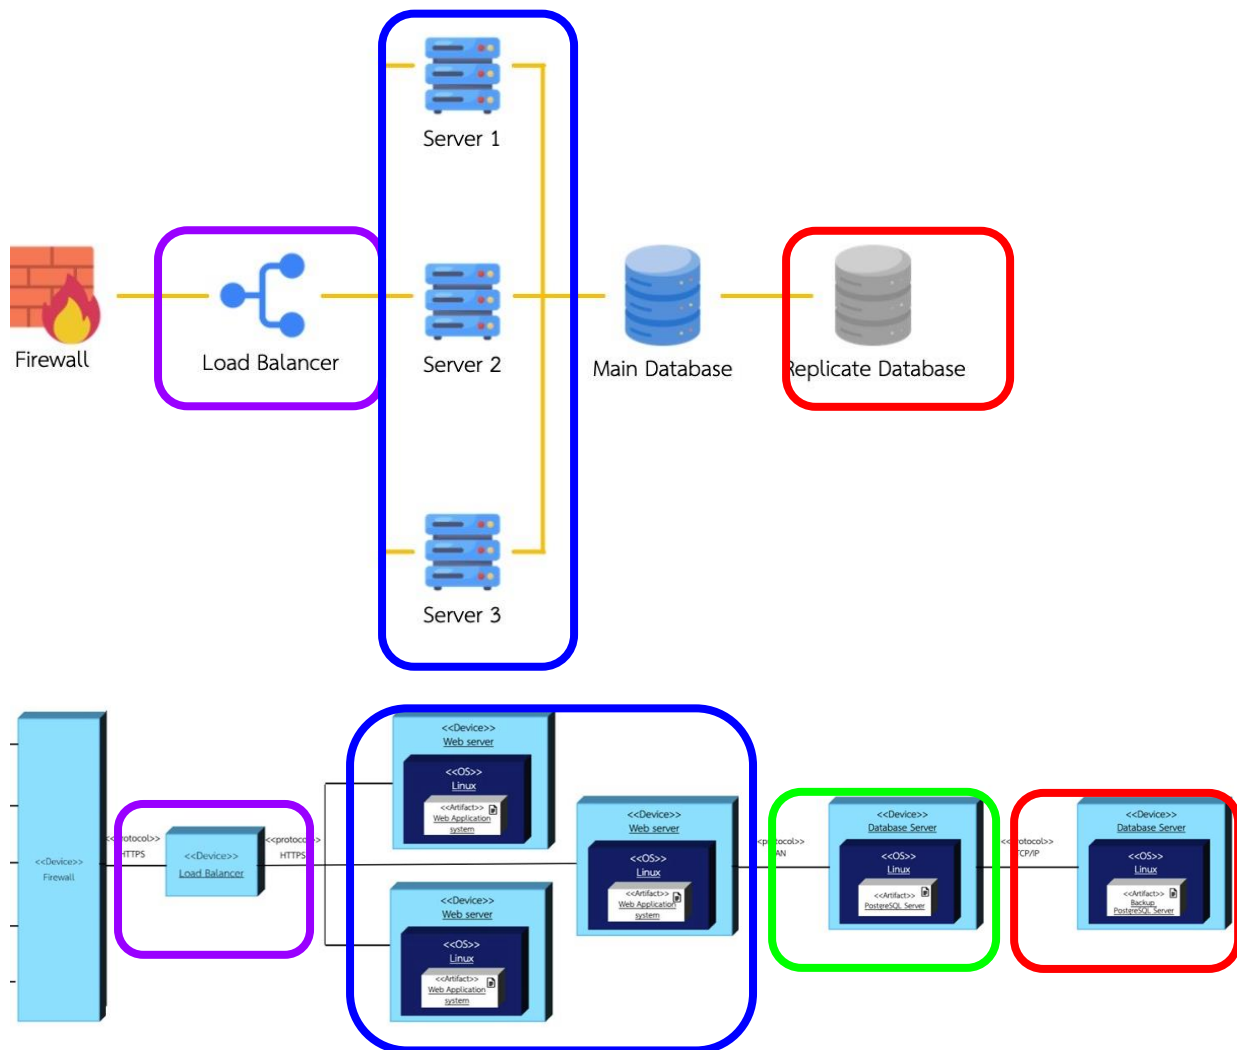 Server 1
Firewall
Load Balancer
Server 2
Main Database
Replicate Database
Server 3
<<Device>>
Firewall
HTTPS
<<Device>>
Load Balancer
HTTPS
<<Device>>
Web server
<<OS>>
Linux
<<Artifact>>
Web Application
system
<<Device>>
Web server
<<OS>>
Linux
<<Artifact>>
Web Application
system
<<Device>>
Web server
<<OS>>
Linux
<<Artifact>>
Web Application
system
<<Device>>
Database Server
<<OS>>
Linux
<<Artifact>>
PostgreSQL Server
TCP/IP
<<Device>>
Database Server
<<OS>>
Linux
<<Artifact>>
Backup
PostgreSQL Server